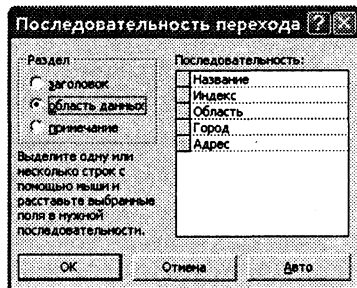 Последовательность перехода
Раздел
заголовок
область данных
примечание
Выделите одну или
несколько строк с
помощью мыши и
расставьте выбранные
поля в нужной
последовательности.
Последовательность:
Название
Индекс
Область
Город
Адрес
ОК
Отмена
Авто